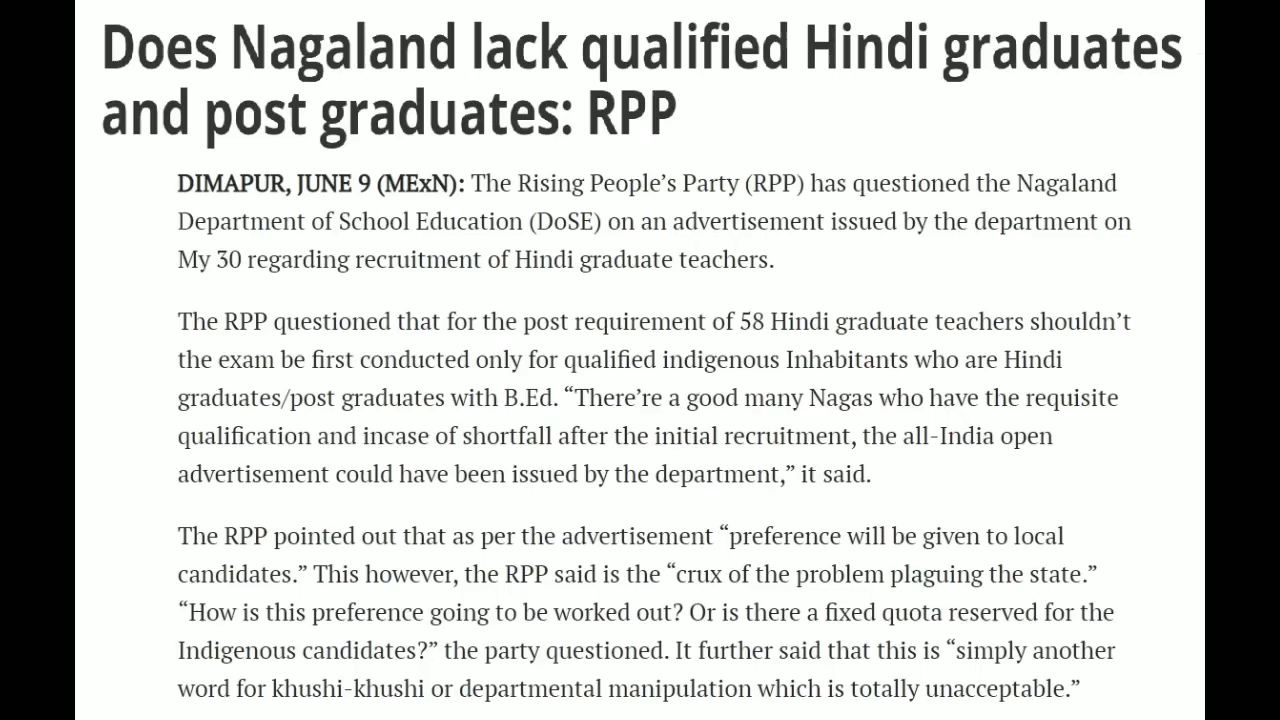 Does Nagaland lack qualified Hindi graduates
and post graduates: RPP
DIMAPUR, JUNE 9 (MExN): The Rising People’s Party (RPP) has questioned the Nagaland
Department of School Education (DoSE) on an advertisement issued by the department on
My 30 regarding recruitment of Hindi graduate teachers.
The RPP questioned that for the post requirement of 58 Hindi graduate teachers shouldn’t
the exam be first conducted only for qualified indigenous Inhabitants who are Hindi
graduates/post graduates with B.Ed. “There’re a good many Nagas who have the requisite
qualification and incase of shortfall after the initial recruitment, the all-India open
advertisement could have been issued by the department,” it said.
The RPP pointed out that as per the advertisement “preference will be given to local
candidates.” This however, the RPP said is the “crux of the problem plaguing the state.”
“How is this preference going to be worked out? Or is there a fixed quota reserved for the
Indigenous candidates?” the party questioned. It further said that this is “simply another
word for khushi-khushi or departmental manipulation which is totally unacceptable.”